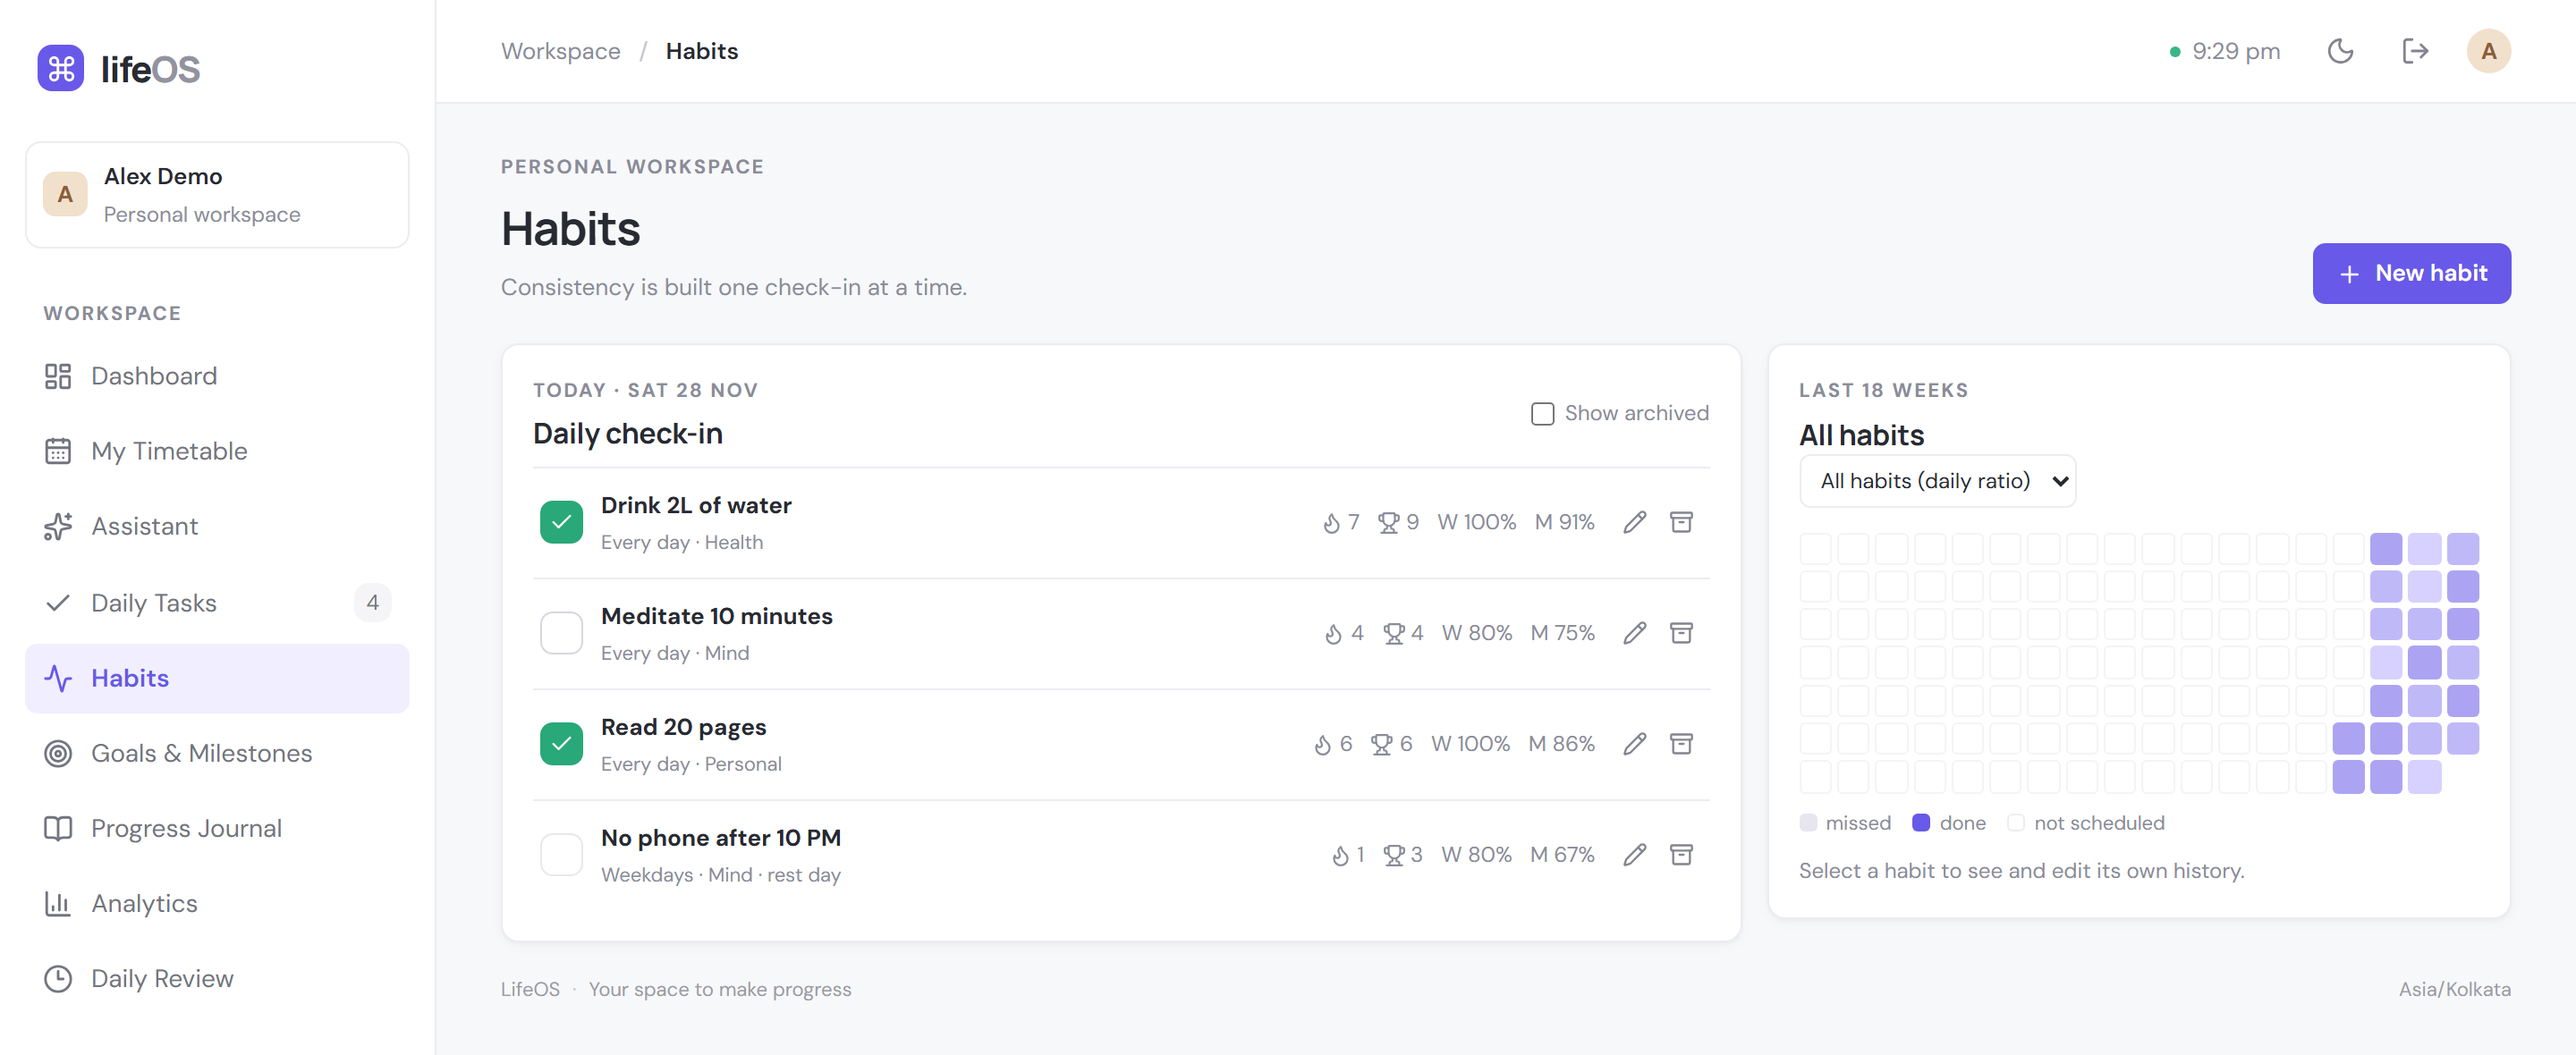 lifeOS
A
Alex Demo
Personal workspace
WORKSPACE
Dashboard
My Timetable
Assistant
Daily Tasks 4
Habits
Goals & Milestones
Progress Journal
Analytics
Daily Review
Workspace / Habits
9:29 pm
A
PERSONAL WORKSPACE
Habits
Consistency is built one check-in at a time.
New habit
TODAY · SAT 28 NOV
Daily check-in
Show archived
Drink 2L of water
Every day · Health
7 9 W 100% M 91%
Meditate 10 minutes
Every day · Mind
4 4 W 80% M 75%
Read 20 pages
Every day · Personal
6 6 W 100% M 86%
No phone after 10 PM
Weekdays · Mind · rest day
1 3 W 80% M 67%
LAST 18 WEEKS
All habits
All habits (daily ratio)
missed done not scheduled
Select a habit to see and edit its own history.
LifeOS · Your space to make progress
Asia/Kolkata